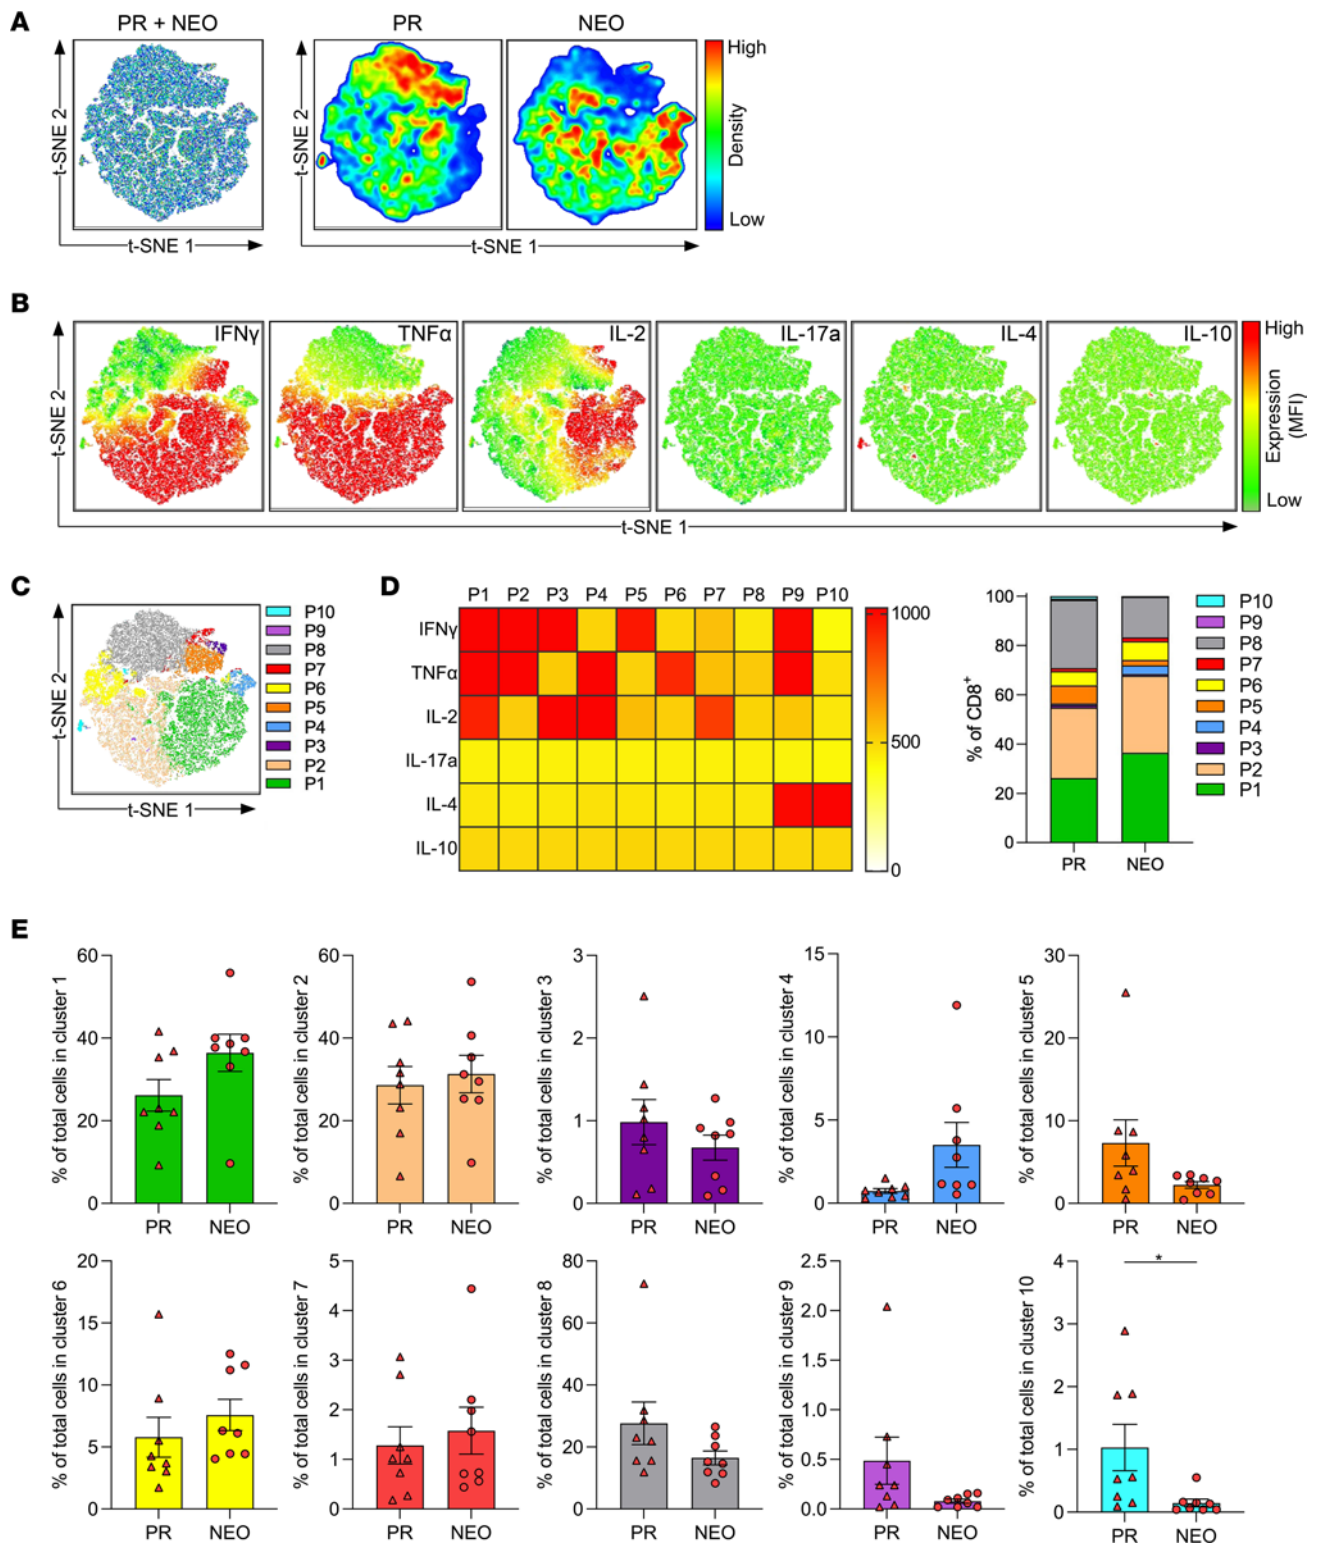 A
PR + NEO
PR
NEO
t-SNE 2
t-SNE 1
t-SNE 2
t-SNE 1
High
Density
Low
B
IFNγ
TNFα
IL-2
IL-17a
IL-4
IL-10
t-SNE 2
t-SNE 1
High
Expression
(MFI)
Low
C
t-SNE 2
t-SNE 1
P10
P9
P8
P7
P6
P5
P4
P3
P2
P1
D
P1 P2 P3 P4 P5 P6 P7 P8 P9 P10
IFNγ
TNFα
IL-2
IL-17a
IL-4
IL-10
1000
500
0
% of CD8+
100
80
60
40
20
0
PR NEO
P10
P9
P8
P7
P6
P5
P4
P3
P2
P1
E
% of total cells in cluster 1
60
40
20
0
PR NEO
% of total cells in cluster 2
60
40
20
0
PR NEO
% of total cells in cluster 3
3
2
1
0
PR NEO
% of total cells in cluster 4
15
10
5
0
PR NEO
% of total cells in cluster 5
30
20
10
0
PR NEO
% of total cells in cluster 6
20
15
10
5
0
PR NEO
% of total cells in cluster 7
5
4
3
2
1
0
PR NEO
% of total cells in cluster 8
80
60
40
20
0
PR NEO
% of total cells in cluster 9
2.5
2.0
1.5
1.0
0.5
0.0
PR NEO
% of total cells in cluster 10
4
3
2
1
0
*
PR NEO